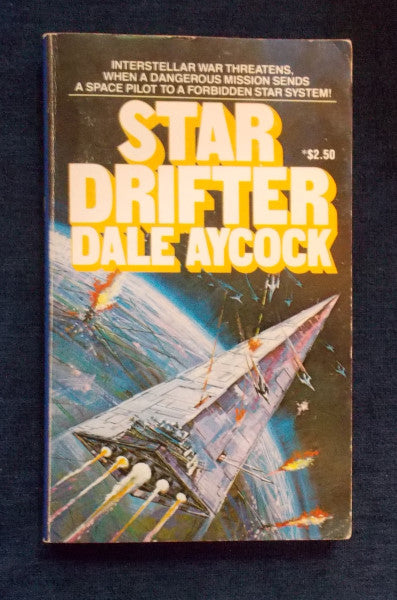 INTERSTELLAR WAR THREATENS,
WHEN A DANGEROUS MISSION SENDS
A SPACE PILOT TO A FORBIDDEN STAR SYSTEM!
STAR
*$2.50
DRIFTER
DALE AYCOCK